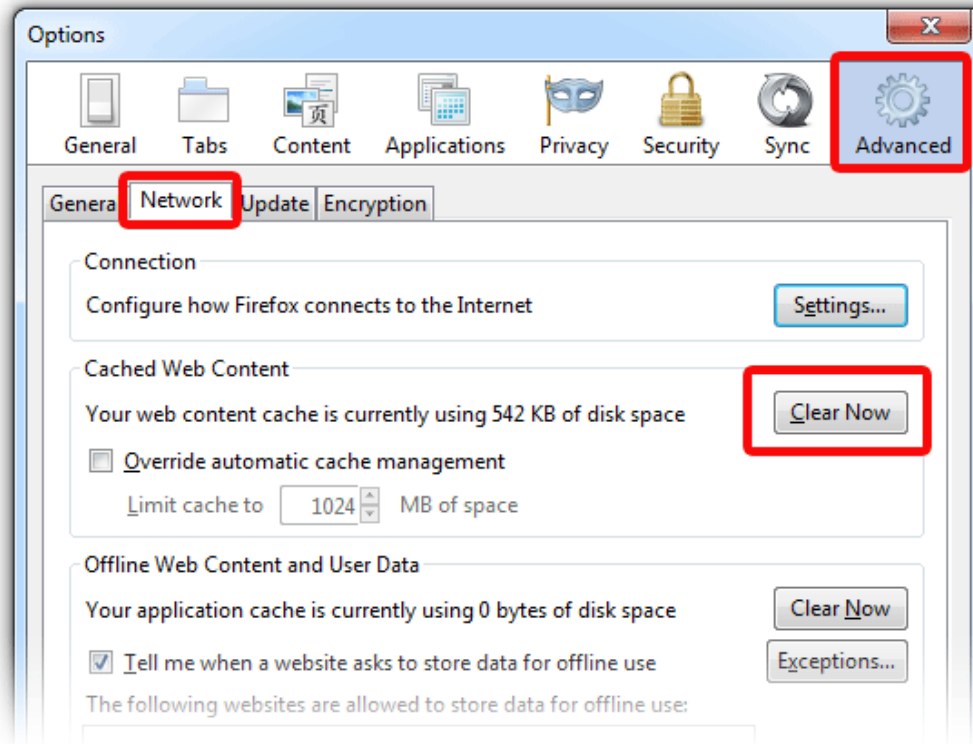 Options
General Tabs Content Applications Privacy Security Sync Advanced
Genera Network Update Encryption
Connection
Configure how Firefox connects to the Internet Settings...
Cached Web Content
Your web content cache is currently using 542 KB of disk space Clear Now
Override automatic cache management
Limit cache to 1024 MB of space
Offline Web Content and User Data
Your application cache is currently using 0 bytes of disk space Clear Now
Tell me when a website asks to store data for offline use Exceptions...
The following websites are allowed to store data for offline use: